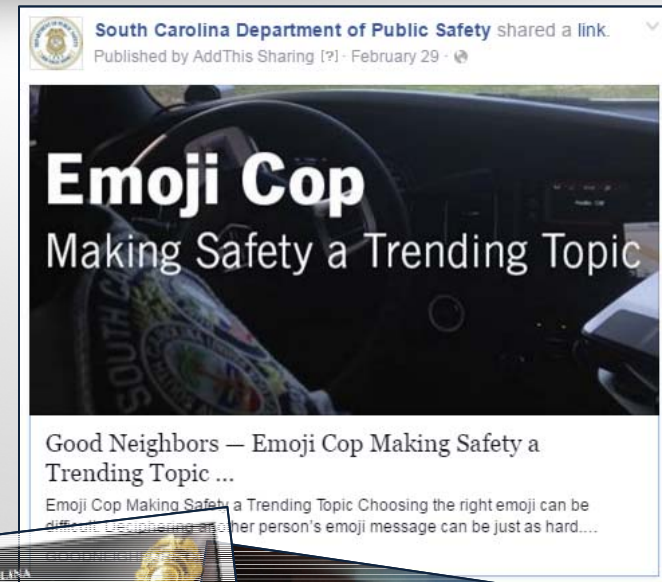 South Carolina Department of Public Safety shared a link.
Published by AddThis Sharing [?] · February 29 ·
Emoji Cop
Making Safety a Trending Topic
SOUTH CA
Good Neighbors — Emoji Cop Making Safety a
Trending Topic ...
Emoji Cop Making Safety a Trending Topic Choosing the right emoji can be
difficult. Deciphering another person's emoji message can be just as hard....